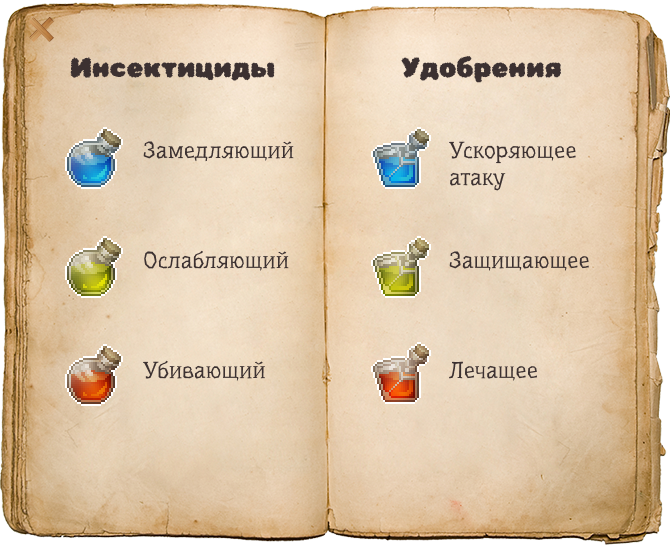 Инсектициды
Замедляющий
Ослабляющий
Убивающий
Удобрения
Ускоряющее
атаку
Защищающее
Лечащее